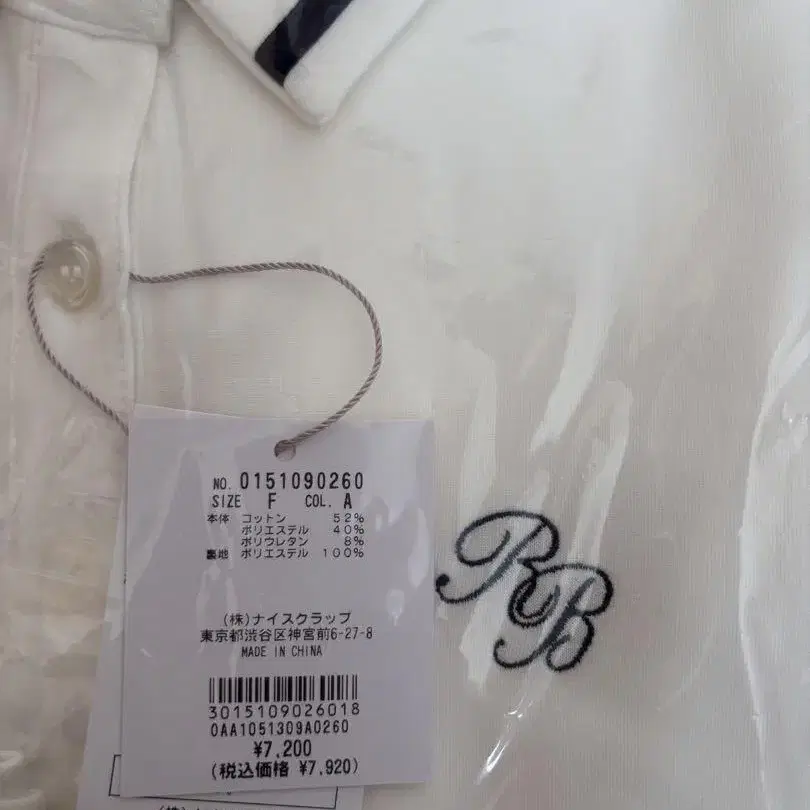 NO. 0151090260
SIZE F COL. A
本体 コットン 52%
ポリエステル 40%
ポリウレタン 8%
裏地 ポリエステル 100%
(株)ナイスクラップ
東京都渋谷区神宮前6-27-8
MADE IN CHINA
3015109026018
0AA1051309A0260
¥7,200
(税込価格 ¥7,920)
RB